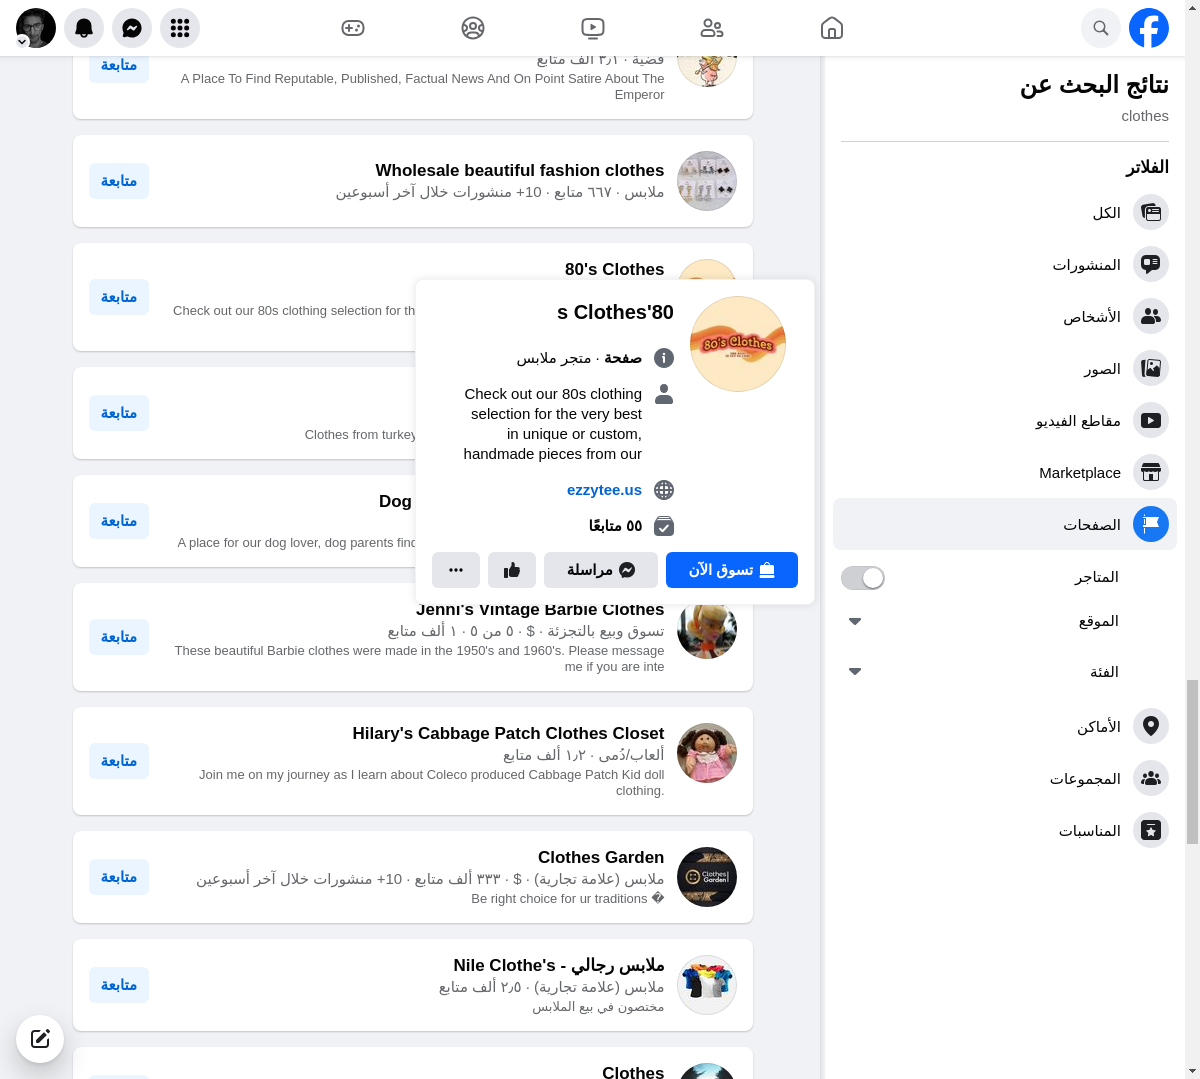 نتائج البحث عن
clothes
الفلاتر
الكل
المنشورات
الأشخاص
الصور
مقاطع الفيديو
Marketplace
الصفحات
المتاجر
الموقع
الفئة
الأماكن
المجموعات
المناسبات
قضية · ٣٫١ ألف متابع
A Place To Find Reputable, Published, Factual News And On Point Satire About The
Emperor
متابعة
Wholesale beautiful fashion clothes
ملابس · ٦٦٧ متابع · 10+ منشورات خلال آخر أسبوعين
متابعة
80's Clothes
Check out our 80s clothing selection for th
متابعة
s Clothes'80
80's Clothes
صفحة · متجر ملابس
Check out our 80s clothing
selection for the very best
in unique or custom,
handmade pieces from our
ezzytee.us
٥٥ متابعًا
تسوق الآن
مراسلة
Clothes from turkey
متابعة
Dog
A place for our dog lover, dog parents find
متابعة
Jenni's Vintage Barbie Clothes
تسوق وبيع بالتجزئة · $ · ٥ من ٥ · ١ ألف متابع
These beautiful Barbie clothes were made in the 1950's and 1960's. Please message
me if you are inte
متابعة
Hilary's Cabbage Patch Clothes Closet
ألعاب/دُمى · ١٫٢ ألف متابع
Join me on my journey as I learn about Coleco produced Cabbage Patch Kid doll
clothing.
متابعة
Clothes Garden
ملابس (علامة تجارية) · $ · ٣٣٣ ألف متابع · 10+ منشورات خلال آخر أسبوعين
Be right choice for ur traditions �
Clothes
Garden
متابعة
ملابس رجالي - Nile Clothe's
ملابس (علامة تجارية) · ٢٫٥ ألف متابع
مختصون في بيع الملابس
متابعة
Clothes